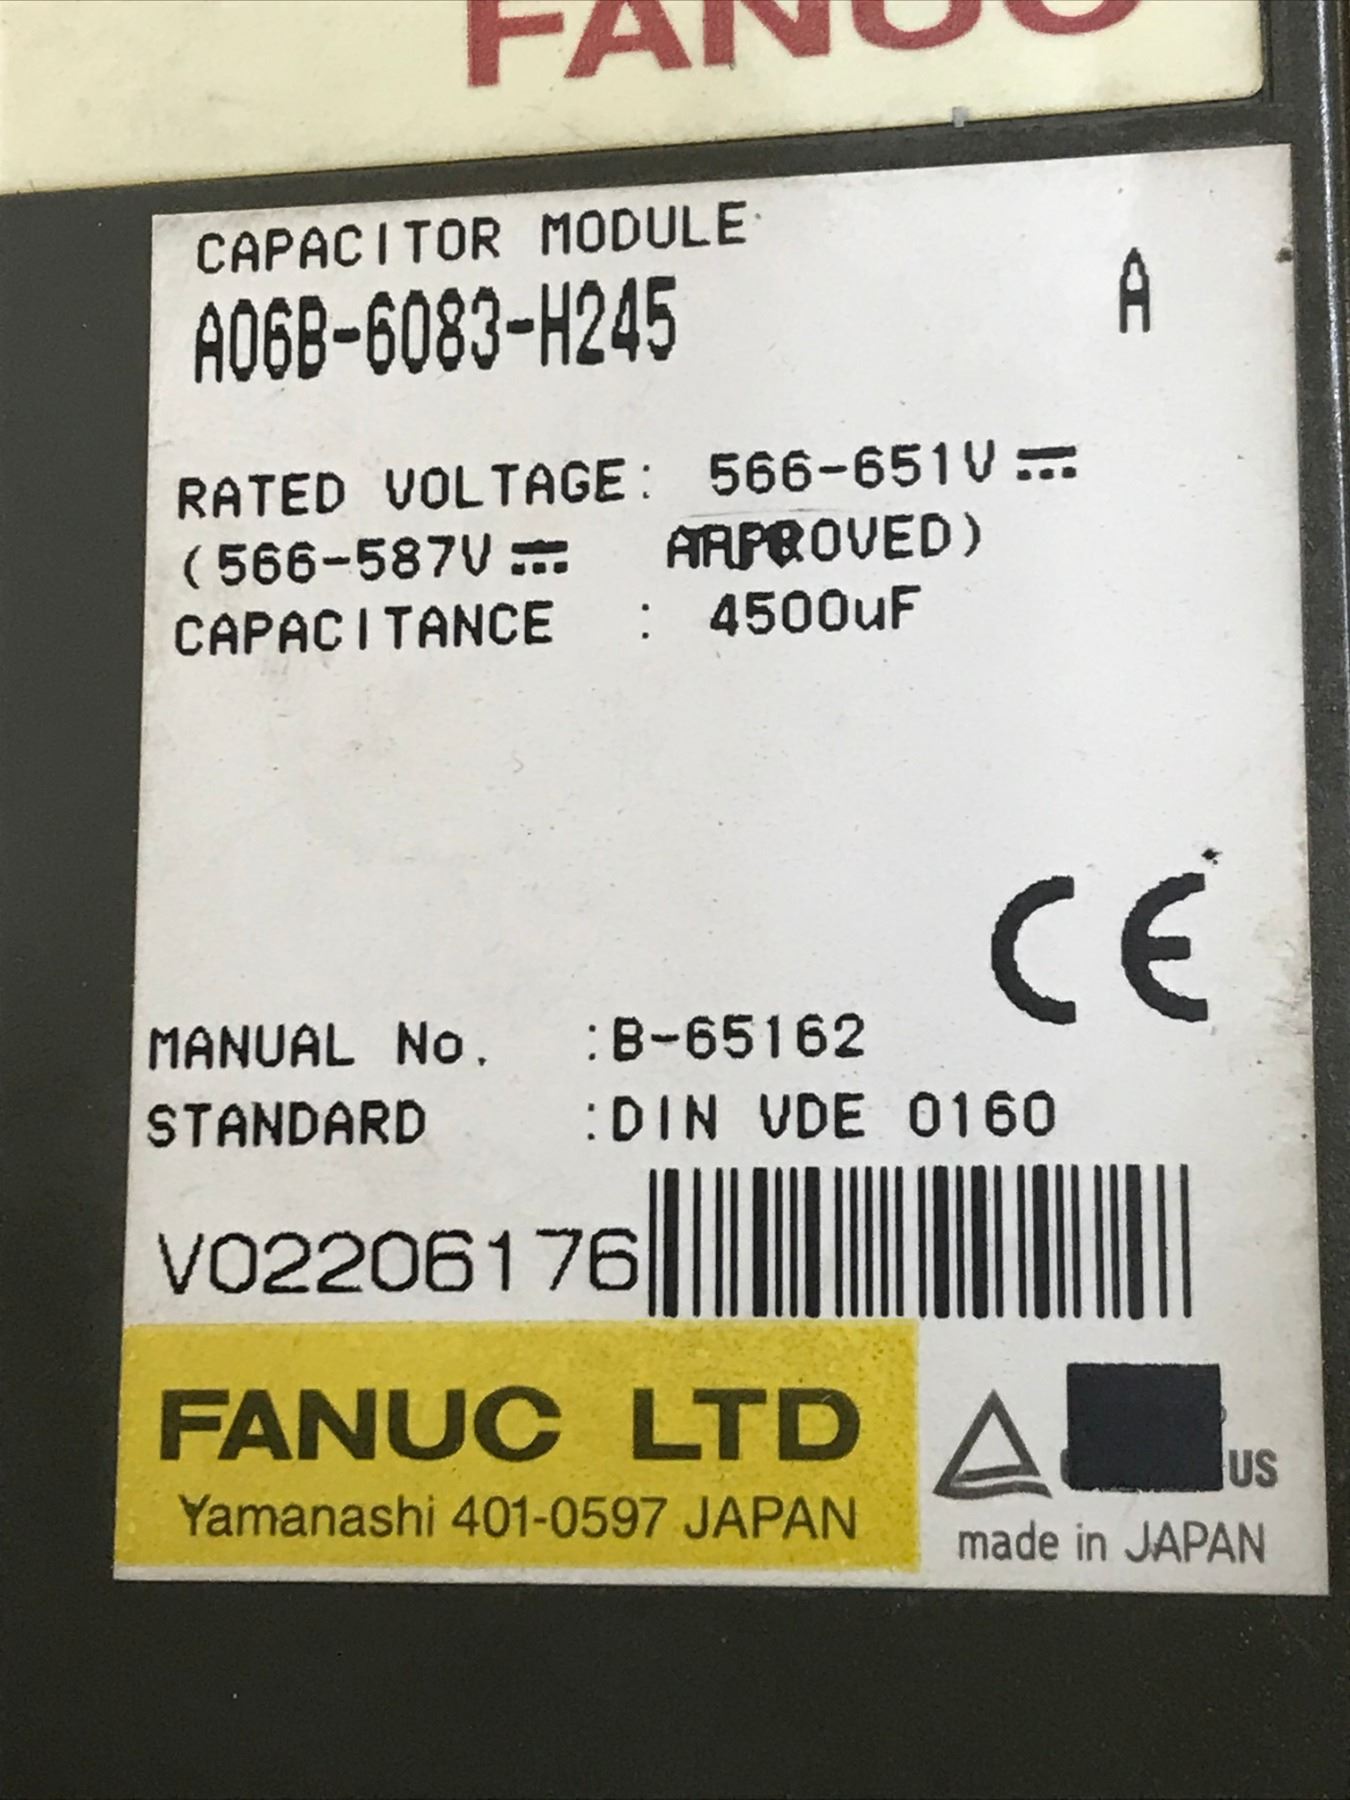 FANUC
CAPACITOR MODULE
A06B-6083-H245
A
RATED VOLTAGE: 566-651V
(566-587V
CAPACITANCE : 4500uF
CE
MANUAL No. :B-65162
STANDARD :DIN VDE 0160
V02206176
FANUC LTD
Yamanashi 401-0597 JAPAN
US
made in JAPAN